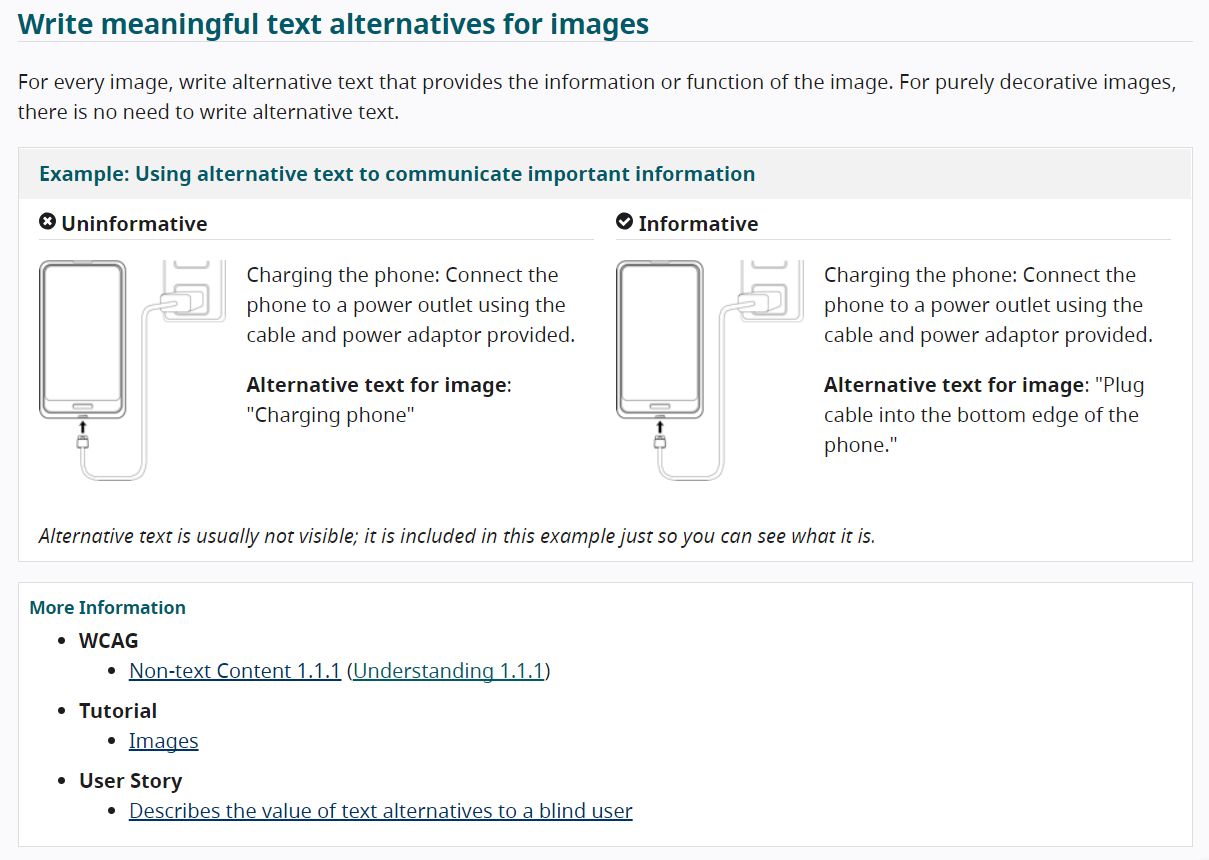 Write meaningful text alternatives for images
For every image, write alternative text that provides the information or function of the image. For purely decorative images,
there is no need to write alternative text.
Example: Using alternative text to communicate important information
Uninformative
Charging the phone: Connect the
phone to a power outlet using the
cable and power adaptor provided.
Alternative text for image:
"Charging phone"
Informative
Charging the phone: Connect the
phone to a power outlet using the
cable and power adaptor provided.
Alternative text for image: "Plug
cable into the bottom edge of the
phone."
Alternative text is usually not visible; it is included in this example just so you can see what it is.
More Information
• WCAG
• Non-text Content 1.1.1 (Understanding 1.1.1)
• Tutorial
• Images
• User Story
• Describes the value of text alternatives to a blind user